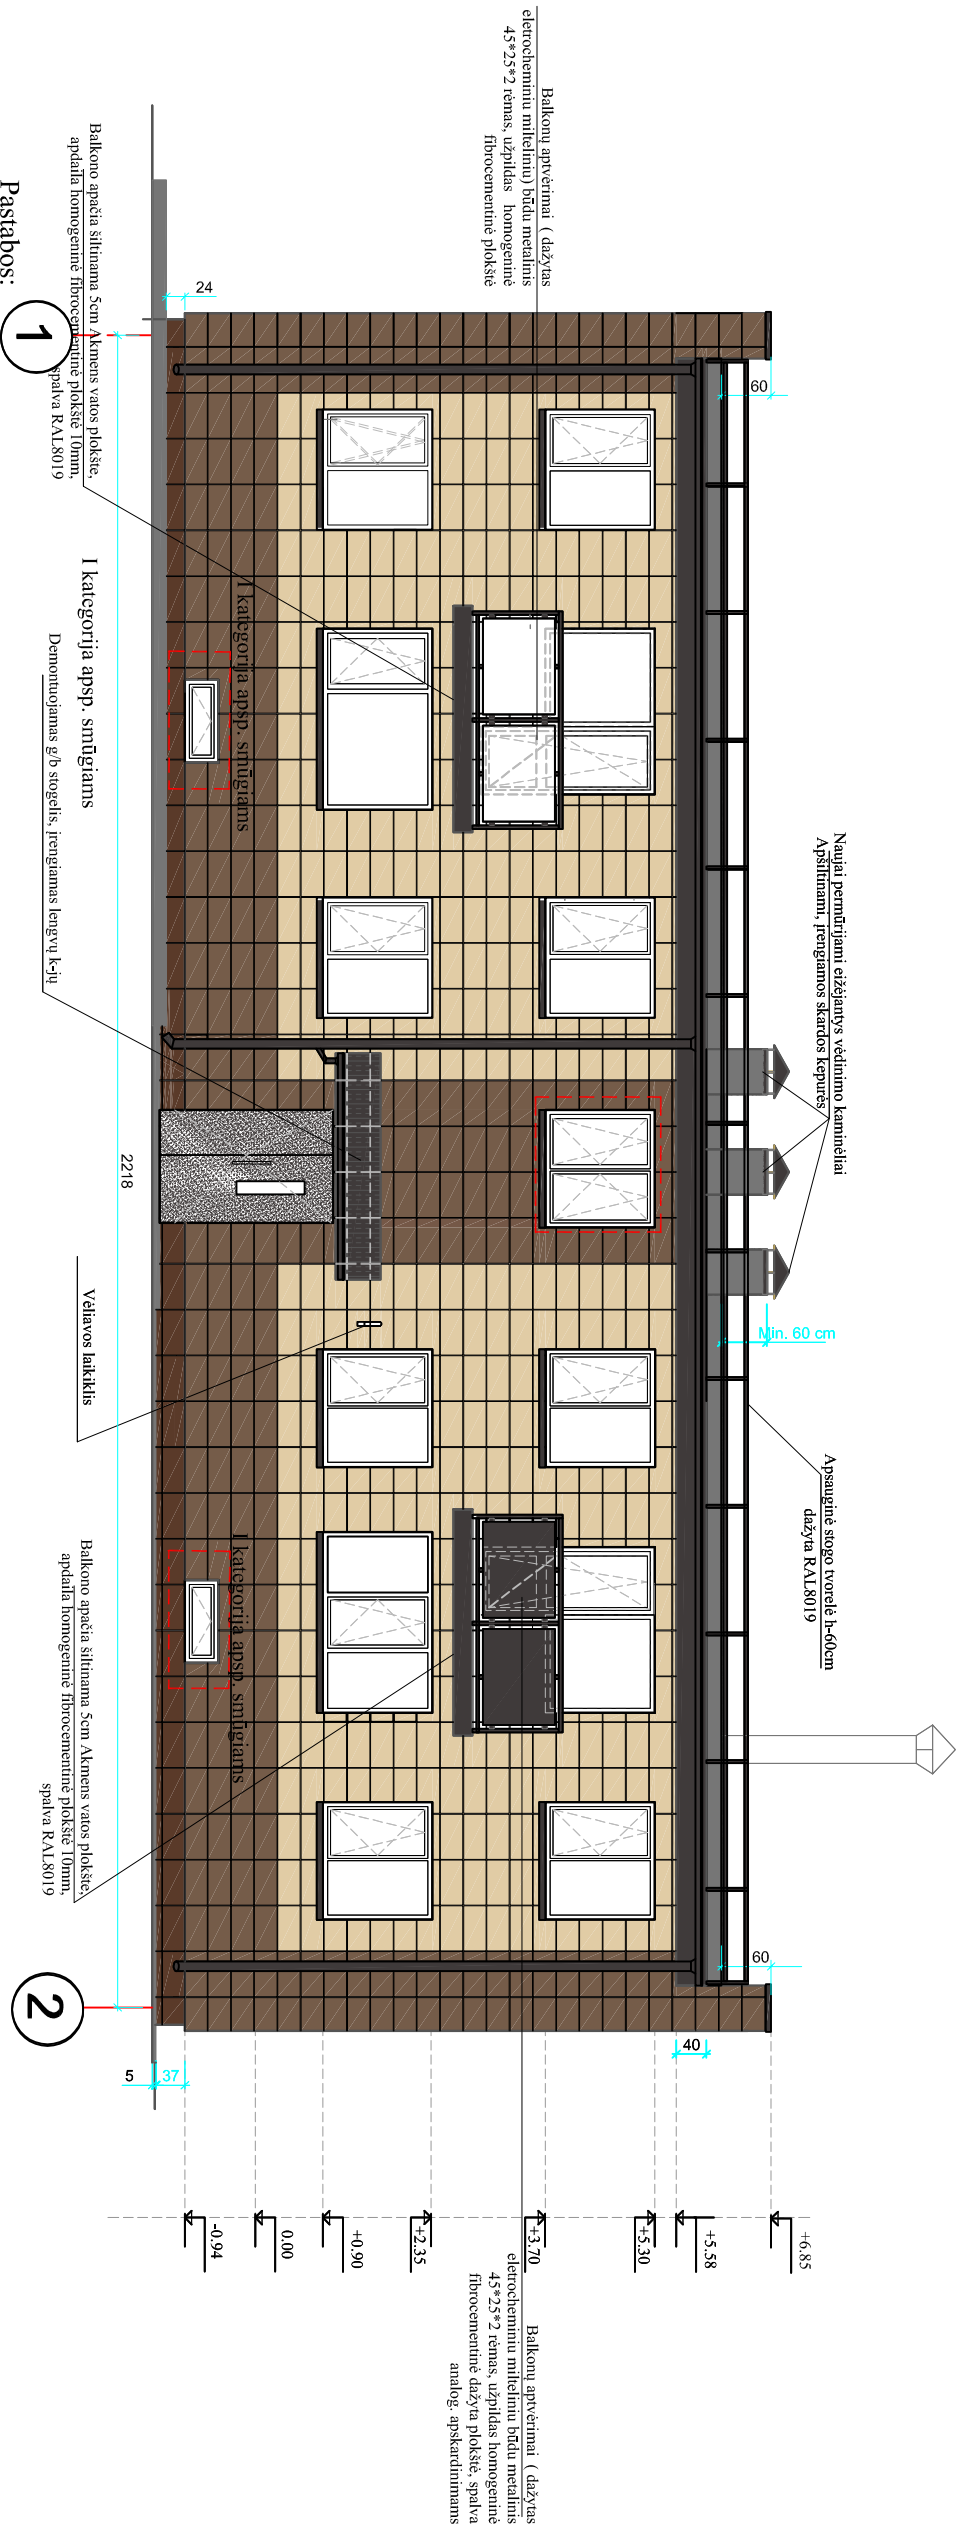 Naujai permūrijami eižėjantys vėdinimo kaminėliai
Apšiltinami, įrengiamos skardos kepurės
Apsauginė stogo tvorelė h-60cm
dažyta RAL8019
Min. 60 cm
60
60
40
+6.85
+5.58
+5.30
+3.70
+2.35
+0.90
0.00
-0.94
Balkonų aptvėrimai ( dažytas
eletrocheminiu milteliniu) būdu metalinis
45*25*2 rėmas, užpildas homogeninė
fibrocementinė plokštė
Balkonų aptvėrimai ( dažytas
eletrocheminiu milteliniu būdu metalinis
45*25*2 rėmas, užpildas homogeninė
fibrocementinė dažyta plokštė, spalva
analog. apskardinimams
I kategorija apsp. smūgiams
I kategorija apsp. smūgiams
24
37
5
2218
Balkono apačia šiltinama 5cm Akmens vatos plokšte,
apdaila homogeninė fibrocementinė plokštė 10mm,
spalva RAL8019
I kategorija apsp. smūgiams
Demontuojamas g/b stogelis, įrengiamas lengvų k-jų
Vėliavos laikiklis
Balkono apačia šiltinama 5cm Akmens vatos plokšte,
apdaila homogeninė fibrocementinė plokštė 10mm,
spalva RAL8019
1
2
Pastabos: